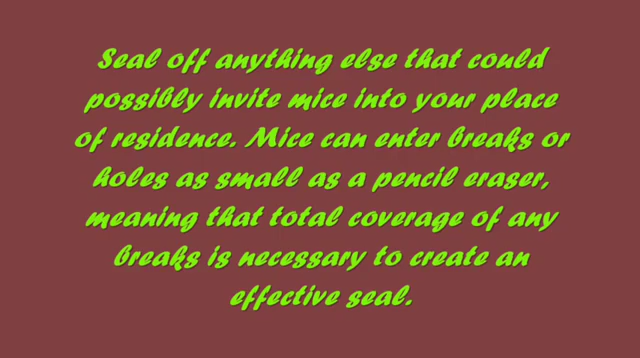 Seal off anything else that could
possibly invite mice into your place
of residence. Mice can enter breaks or
holes as small as a pencil eraser,
meaning that total coverage of any
breaks is necessary to create an
effective seal.